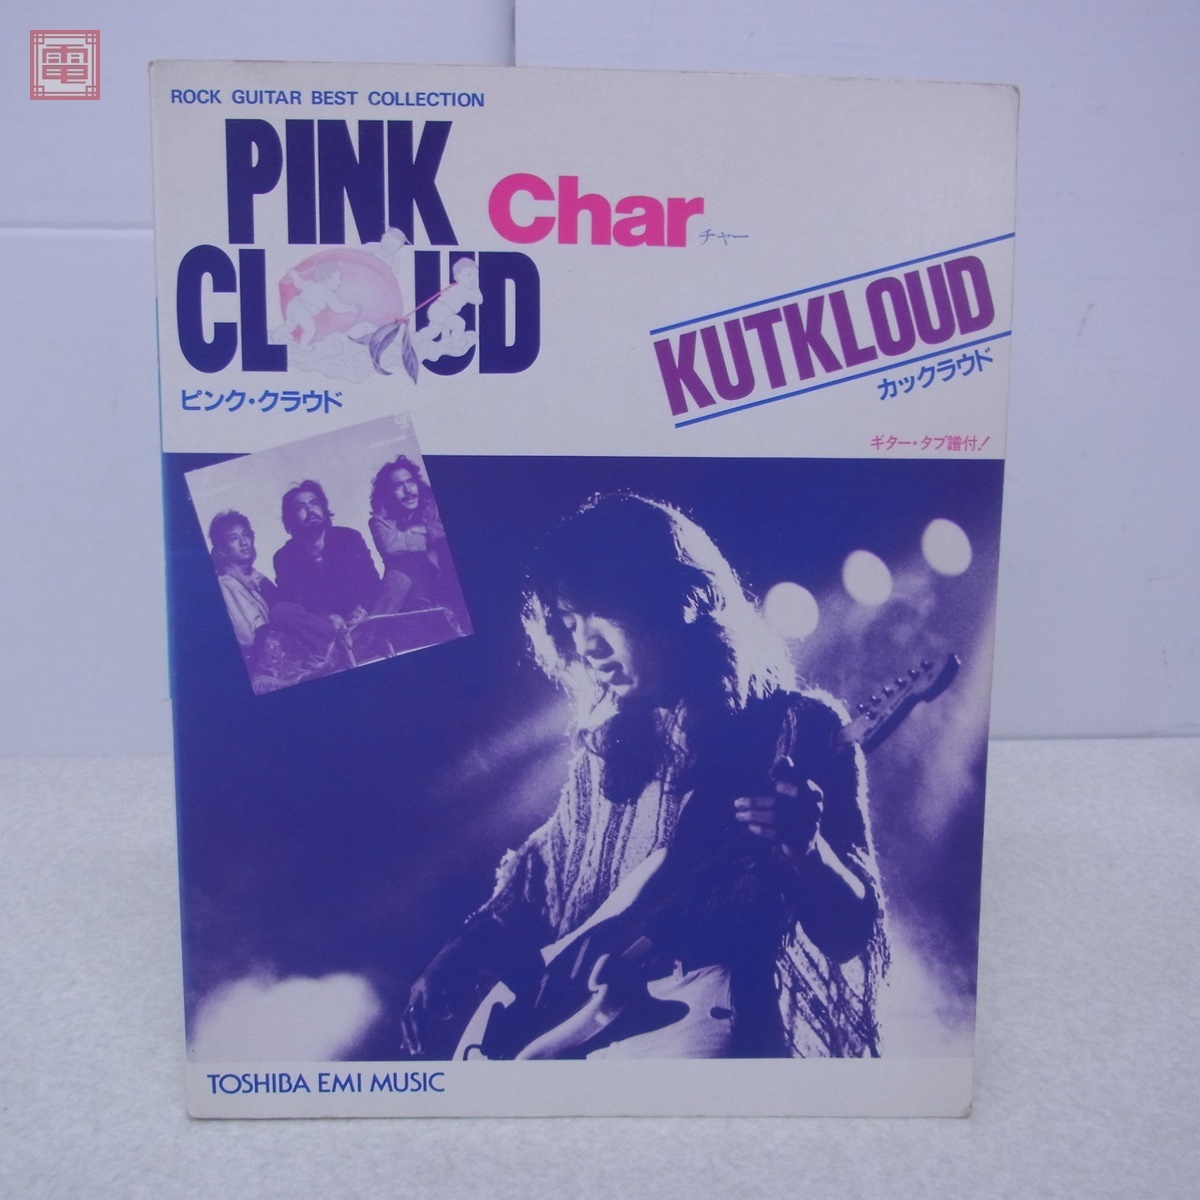 電
ROCK GUITAR BEST COLLECTION
PINK
CLOUD
ピンク・クラウド
Char
チャー
KUTKLOUD
カックラウド
ギター・タブ譜付!
TOSHIBA EMI MUSIC